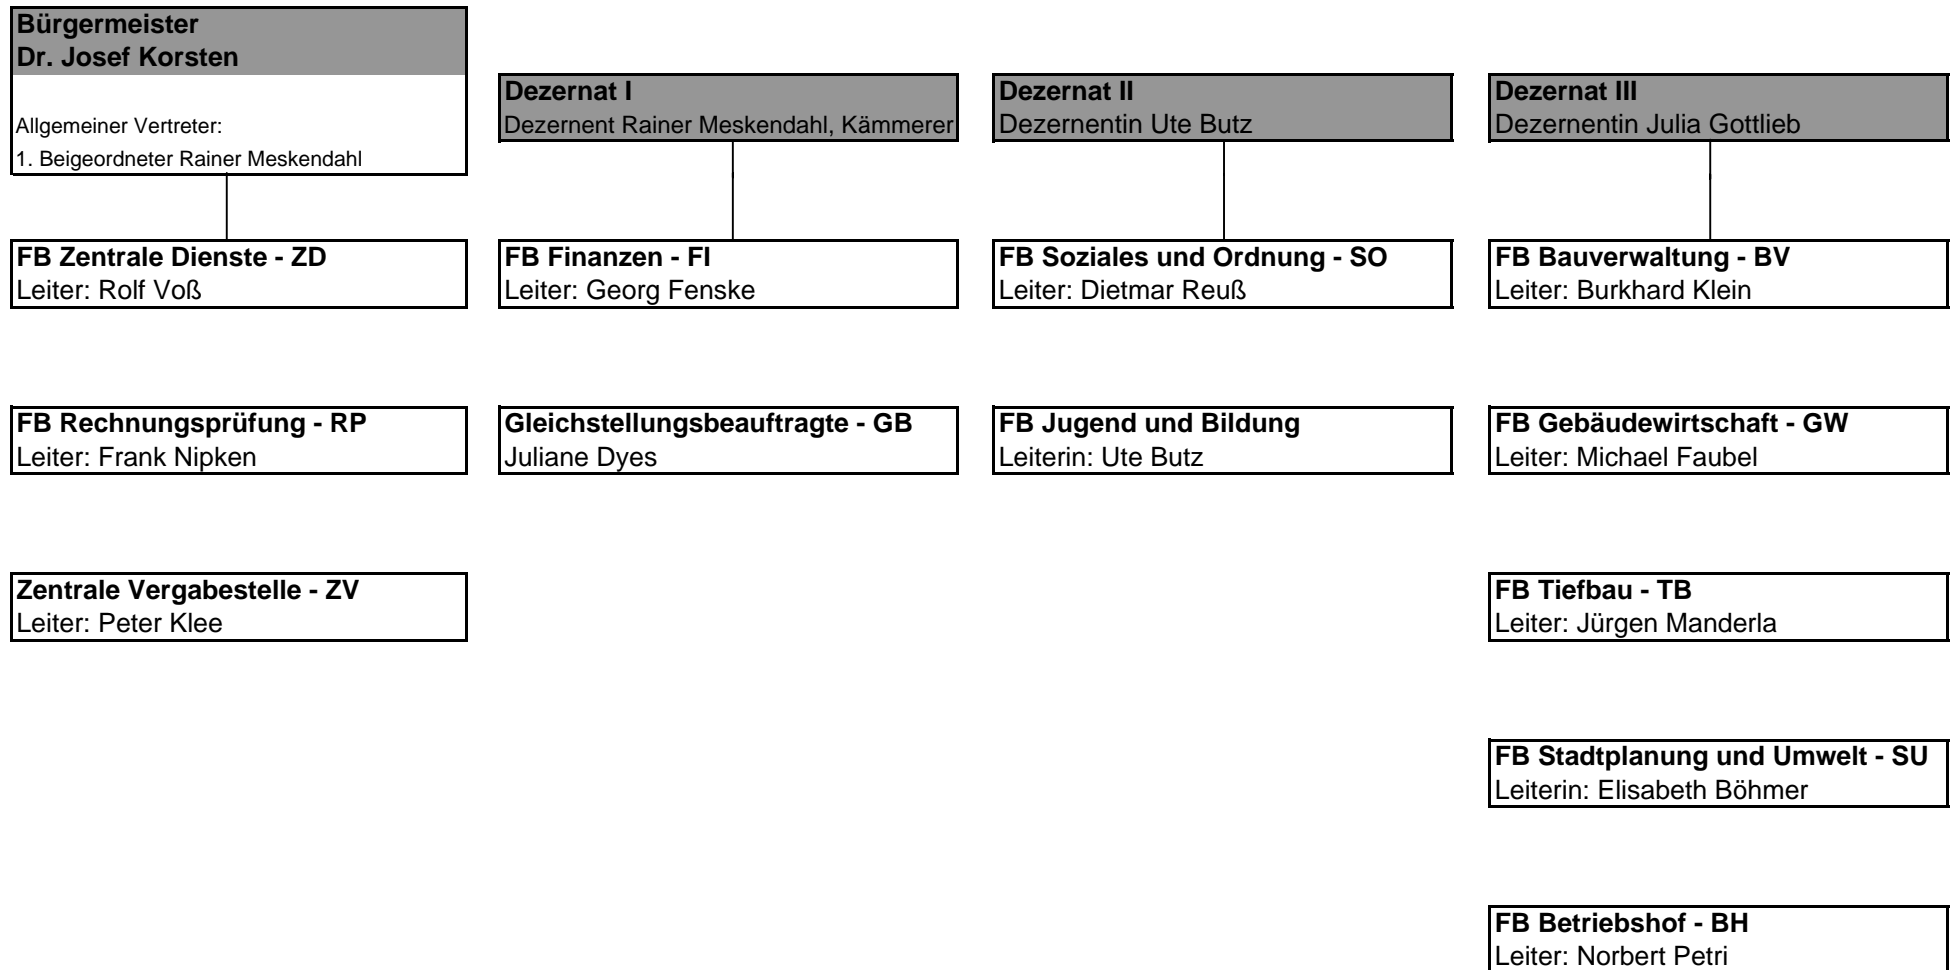 Bürgermeister
Dr. Josef Korsten
Allgemeiner Vertreter:
1. Beigeordneter Rainer Meskendahl
Dezernat I
Dezernent Rainer Meskendahl, Kämmerer
Dezernat II
Dezernentin Ute Butz
Dezernat III
Dezernentin Julia Gottlieb
FB Zentrale Dienste - ZD
Leiter: Rolf Voß
FB Finanzen - FI
Leiter: Georg Fenske
FB Soziales und Ordnung - SO
Leiter: Dietmar Reuß
FB Bauverwaltung - BV
Leiter: Burkhard Klein
FB Rechnungsprüfung - RP
Leiter: Frank Nipken
Gleichstellungsbeauftragte - GB
Juliane Dyes
FB Jugend und Bildung
Leiterin: Ute Butz
FB Gebäudewirtschaft - GW
Leiter: Michael Faubel
Zentrale Vergabestelle - ZV
Leiter: Peter Klee
FB Tiefbau - TB
Leiter: Jürgen Manderla
FB Stadtplanung und Umwelt - SU
Leiterin: Elisabeth Böhmer
FB Betriebshof - BH
Leiter: Norbert Petri